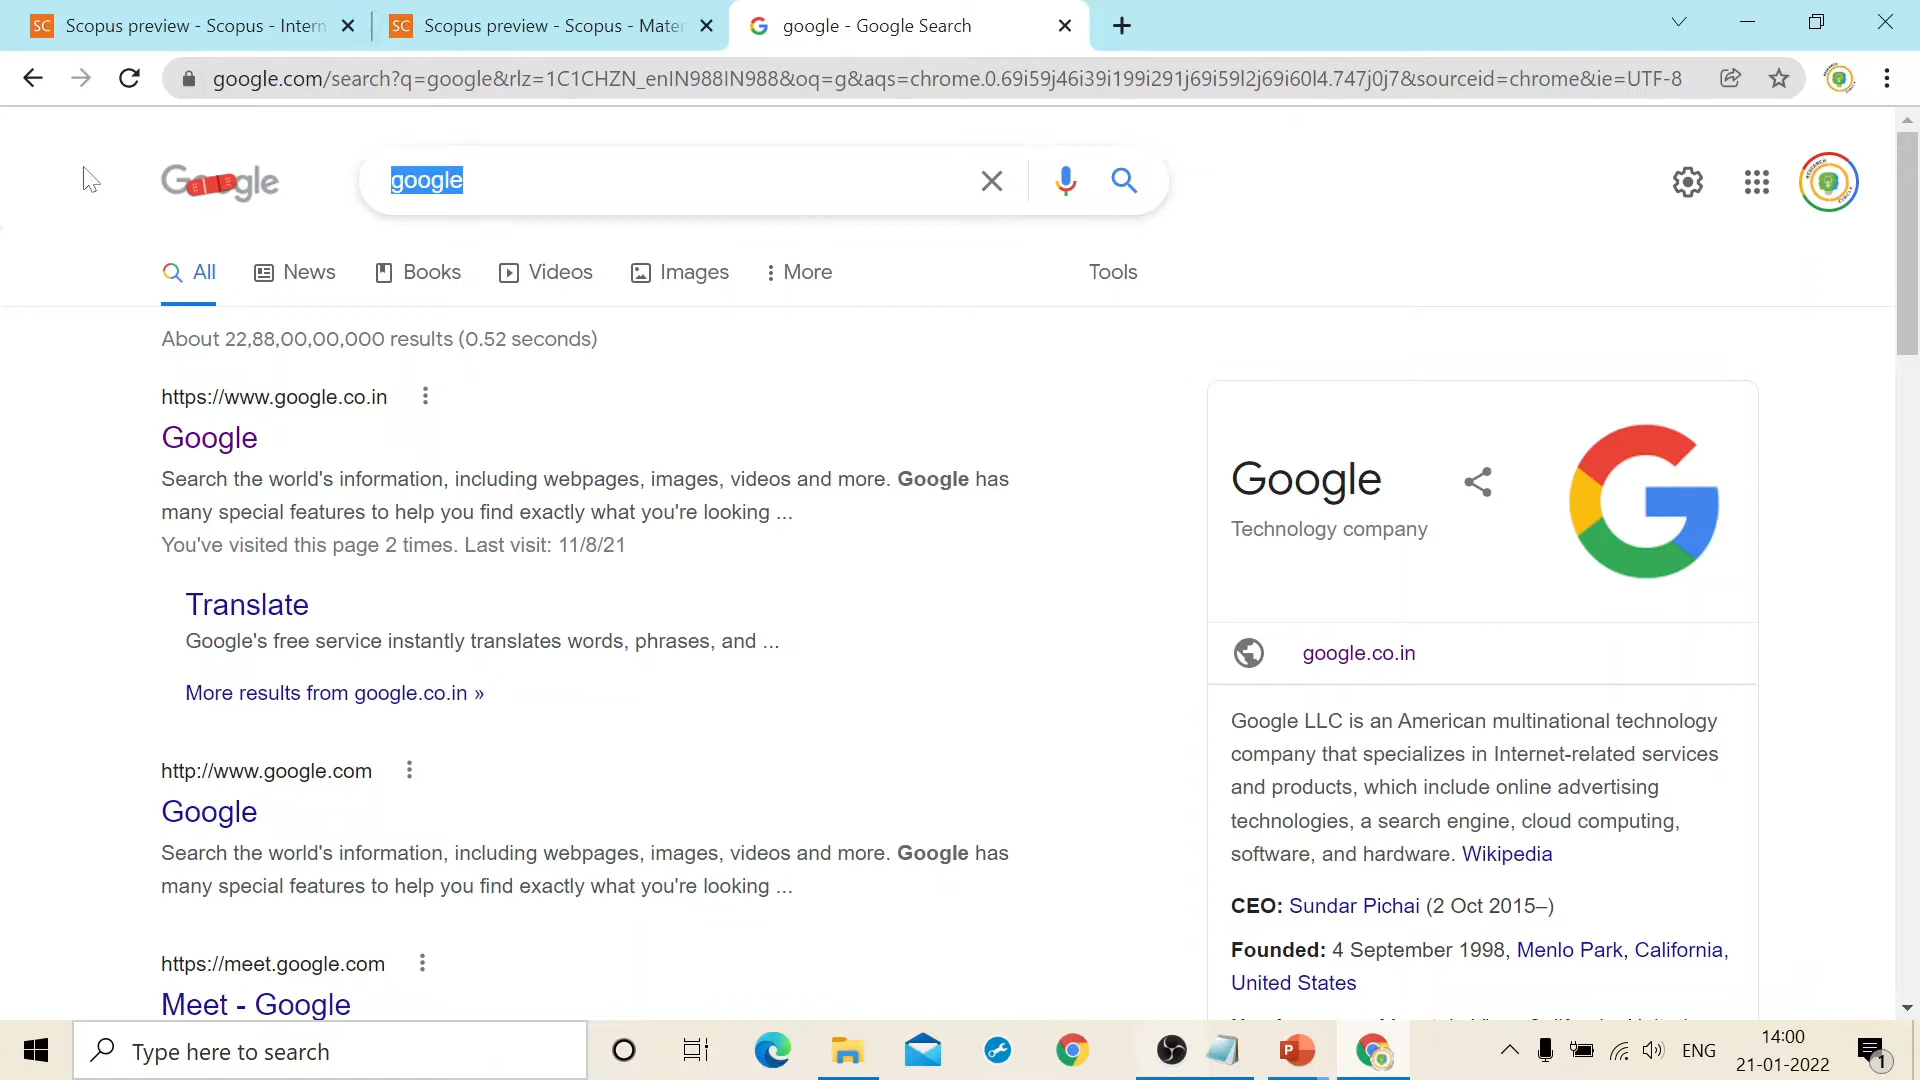 Scopus preview - Scopus - Intern
Scopus preview - Scopus - Mater
google - Google Search
google.com/search?q=google&rlz=1C1CHZN_enIN988IN988&oq=g&aqs=chrome.0.69i59j46i39i199i291j69i59l2j69i60l4.747j0j7&sourceid=chrome&ie=UTF-8
google
All
News
Books
Videos
Images
More
Tools
About 22,88,00,00,000 results (0.52 seconds)
https://www.google.co.in
Google
Search the world's information, including webpages, images, videos and more. Google has
many special features to help you find exactly what you're looking ...
You've visited this page 2 times. Last visit: 11/8/21
Translate
Google's free service instantly translates words, phrases, and ...
More results from google.co.in »
http://www.google.com
Google
Search the world's information, including webpages, images, videos and more. Google has
many special features to help you find exactly what you're looking ...
https://meet.google.com
Meet - Google
Google
Technology company
google.co.in
Google LLC is an American multinational technology
company that specializes in Internet-related services
and products, which include online advertising
technologies, a search engine, cloud computing,
software, and hardware. Wikipedia
CEO: Sundar Pichai (2 Oct 2015–)
Founded: 4 September 1998, Menlo Park, California,
United States
Type here to search
ENG
14:00
21-01-2022
1